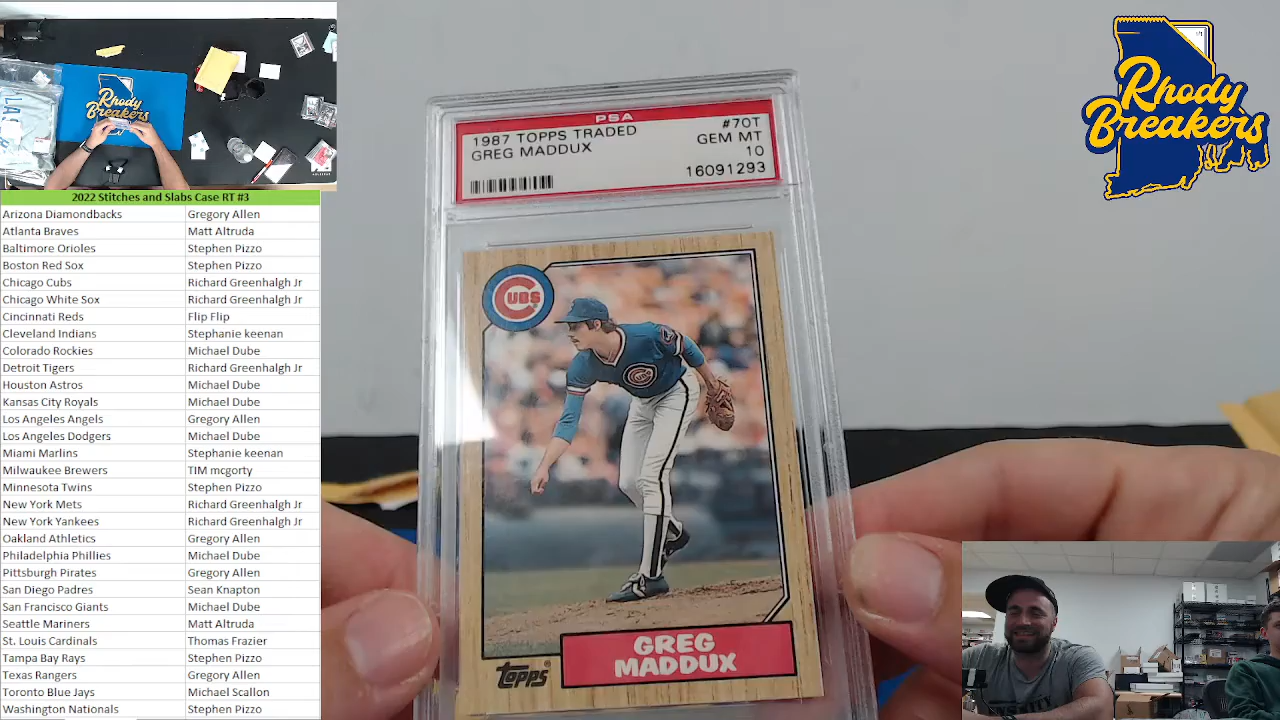 Rhody
Breakers
1/1
Rhody
Breakers
PSA
1987 TOPPS TRADED #70T
GREG MADDUX GEM MT
10
16091293
CUBS
CUBS
GREG
MADDUX
Topps
2022 Stitches and Slabs Case RT #3
Arizona Diamondbacks Gregory Allen
Atlanta Braves Matt Altruda
Baltimore Orioles Stephen Pizzo
Boston Red Sox Stephen Pizzo
Chicago Cubs Richard Greenhalgh Jr
Chicago White Sox Richard Greenhalgh Jr
Cincinnati Reds Flip Flip
Cleveland Indians Stephanie keenan
Colorado Rockies Michael Dube
Detroit Tigers Richard Greenhalgh Jr
Houston Astros Michael Dube
Kansas City Royals Michael Dube
Los Angeles Angels Gregory Allen
Los Angeles Dodgers Michael Dube
Miami Marlins Stephanie keenan
Milwaukee Brewers TIM mcgorty
Minnesota Twins Stephen Pizzo
New York Mets Richard Greenhalgh Jr
New York Yankees Richard Greenhalgh Jr
Oakland Athletics Gregory Allen
Philadelphia Phillies Michael Dube
Pittsburgh Pirates Gregory Allen
San Diego Padres Sean Knapton
San Francisco Giants Michael Dube
Seattle Mariners Matt Altruda
St. Louis Cardinals Thomas Frazier
Tampa Bay Rays Stephen Pizzo
Texas Rangers Gregory Allen
Toronto Blue Jays Michael Scallon
Washington Nationals Stephen Pizzo